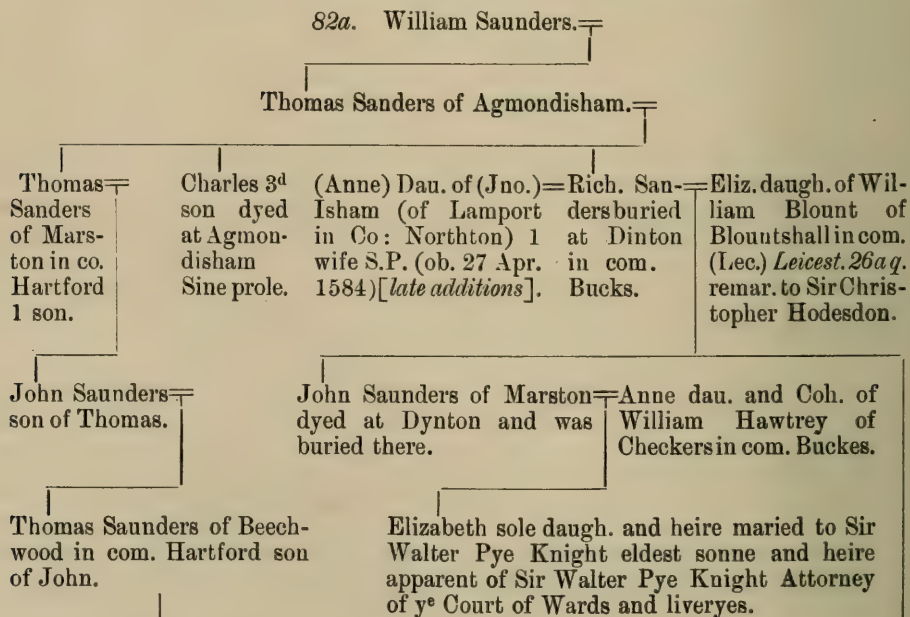 82a. William Saunders.
Thomas Sanders of Agmondisham.
Thomas
Sanders
of Mars-
ton in co.
Hartford
1 son.
Charles 3d
son dyed
at Agmon-
disham
Sine prole.
(Anne) Dau. of (Jno.)
Isham (of Lamport
in Co: Northton) 1
wife S.P. (ob. 27 Apr.
1584) [late additions].
= Rich. San-
ders buried
at Dinton
in com.
Bucks.
Eliz. daugh. of Wil-
liam Blount of
Blountshall in com.
(Lec.) Leicest. 26a q.
remar. to Sir Chris-
topher Hodesdon.
John Saunders
son of Thomas.
John Saunders of Marston
dyed at Dynton and was
buried there.
Anne dau. and Coh. of
William Hawtrey of
Checkers in com. Buckes.
Thomas Saunders of Beech-
wood in com. Hartford son
of John.
Elizabeth sole daugh. and heire maried to Sir
Walter Pye Knight eldest sonne and heire
apparent of Sir Walter Pye Knight Attorney
of ye Court of Wards and liveryes.